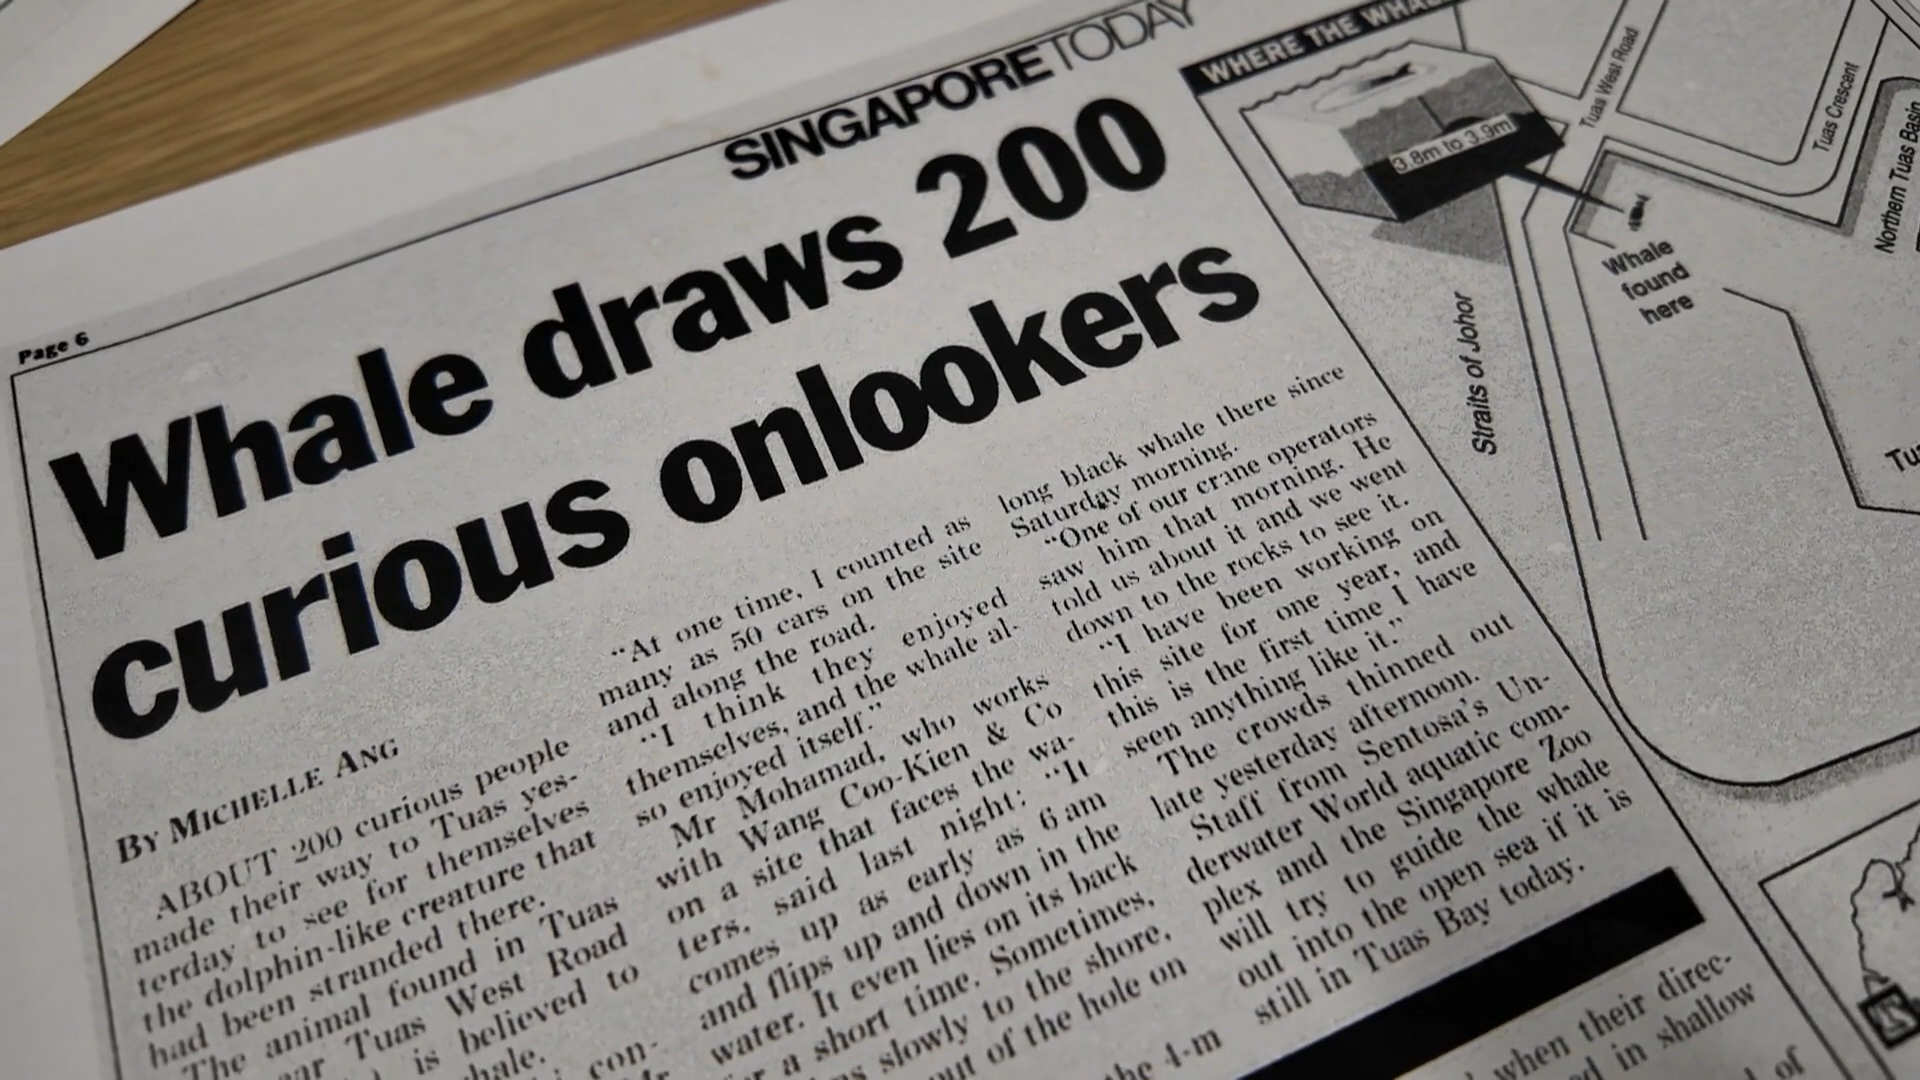 SINGAPORETODAY
Page 6
Whale draws 200
curious onlookers
BY MICHELLE ANG
ABOUT 200 curious people
made their way to Tuas yes-
terday to see for themselves
the dolphin-like creature that
had been stranded there.
The animal found in Tuas
Tuas West Road
is believed to
con-
"At one time, I counted as
many as 50 cars on the site
and along the road.
"I think they enjoyed
themselves, and the whale al-
so enjoyed itself."
Mr Mohamad, who works
with Wang Coo-Kien & Co
on a site that faces the wa-
ters, said last night: "It
comes up as early as 6 am
and flips up and down in the
water. It even lies on its back
a short time. Sometimes,
slowly to the shore,
out of the hole on
the 4-m
long black whale there since
Saturday morning.
"One of our crane operators
saw him that morning. He
told us about it and we went
down to the rocks to see it.
"I have been working on
this site for one year, and
this is the first time I have
seen anything like it."
The crowds thinned out
late yesterday afternoon.
Staff from Sentosa's Un-
derwater World aquatic com-
plex and the Singapore Zoo
will try to guide the whale
out into the open sea if it is
still in Tuas Bay today.
when their direc-
in shallow
of
WHERE THE WHALE
3.8m to 3.9m
Tuas West Road
Tuas Crescent
Northern Tuas Basin
Whale
found
here
Straits of Johor